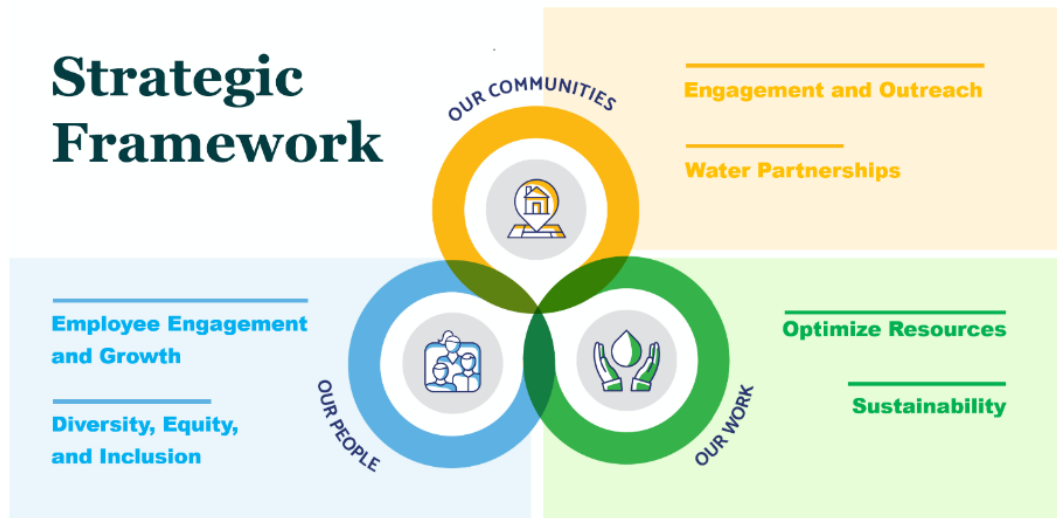 Strategic
Framework
OUR COMMUNITIES
Engagement and Outreach
Water Partnerships
Employee Engagement
and Growth
Diversity, Equity,
and Inclusion
OUR PEOPLE
Optimize Resources
Sustainability
OUR WORK